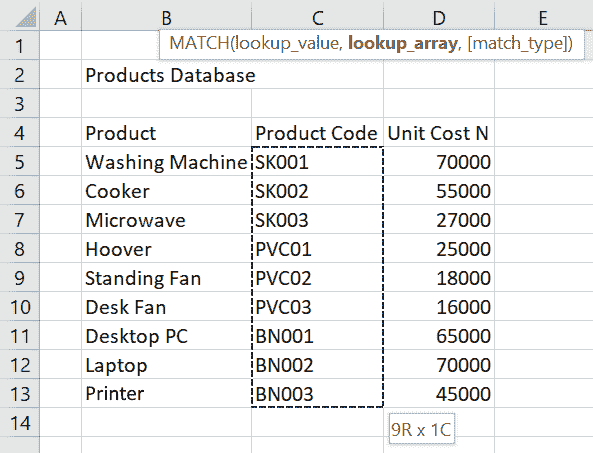 A B C D E
1 MATCH(lookup_value, lookup_array, [match_type])
2 Products Database
3
4 Product Product Code Unit Cost N
5 Washing Machine SK001 70000
6 Cooker SK002 55000
7 Microwave SK003 27000
8 Hoover PVC01 25000
9 Standing Fan PVC02 18000
10 Desk Fan PVC03 16000
11 Desktop PC BN001 65000
12 Laptop BN002 70000
13 Printer BN003 45000
14 9R x 1C